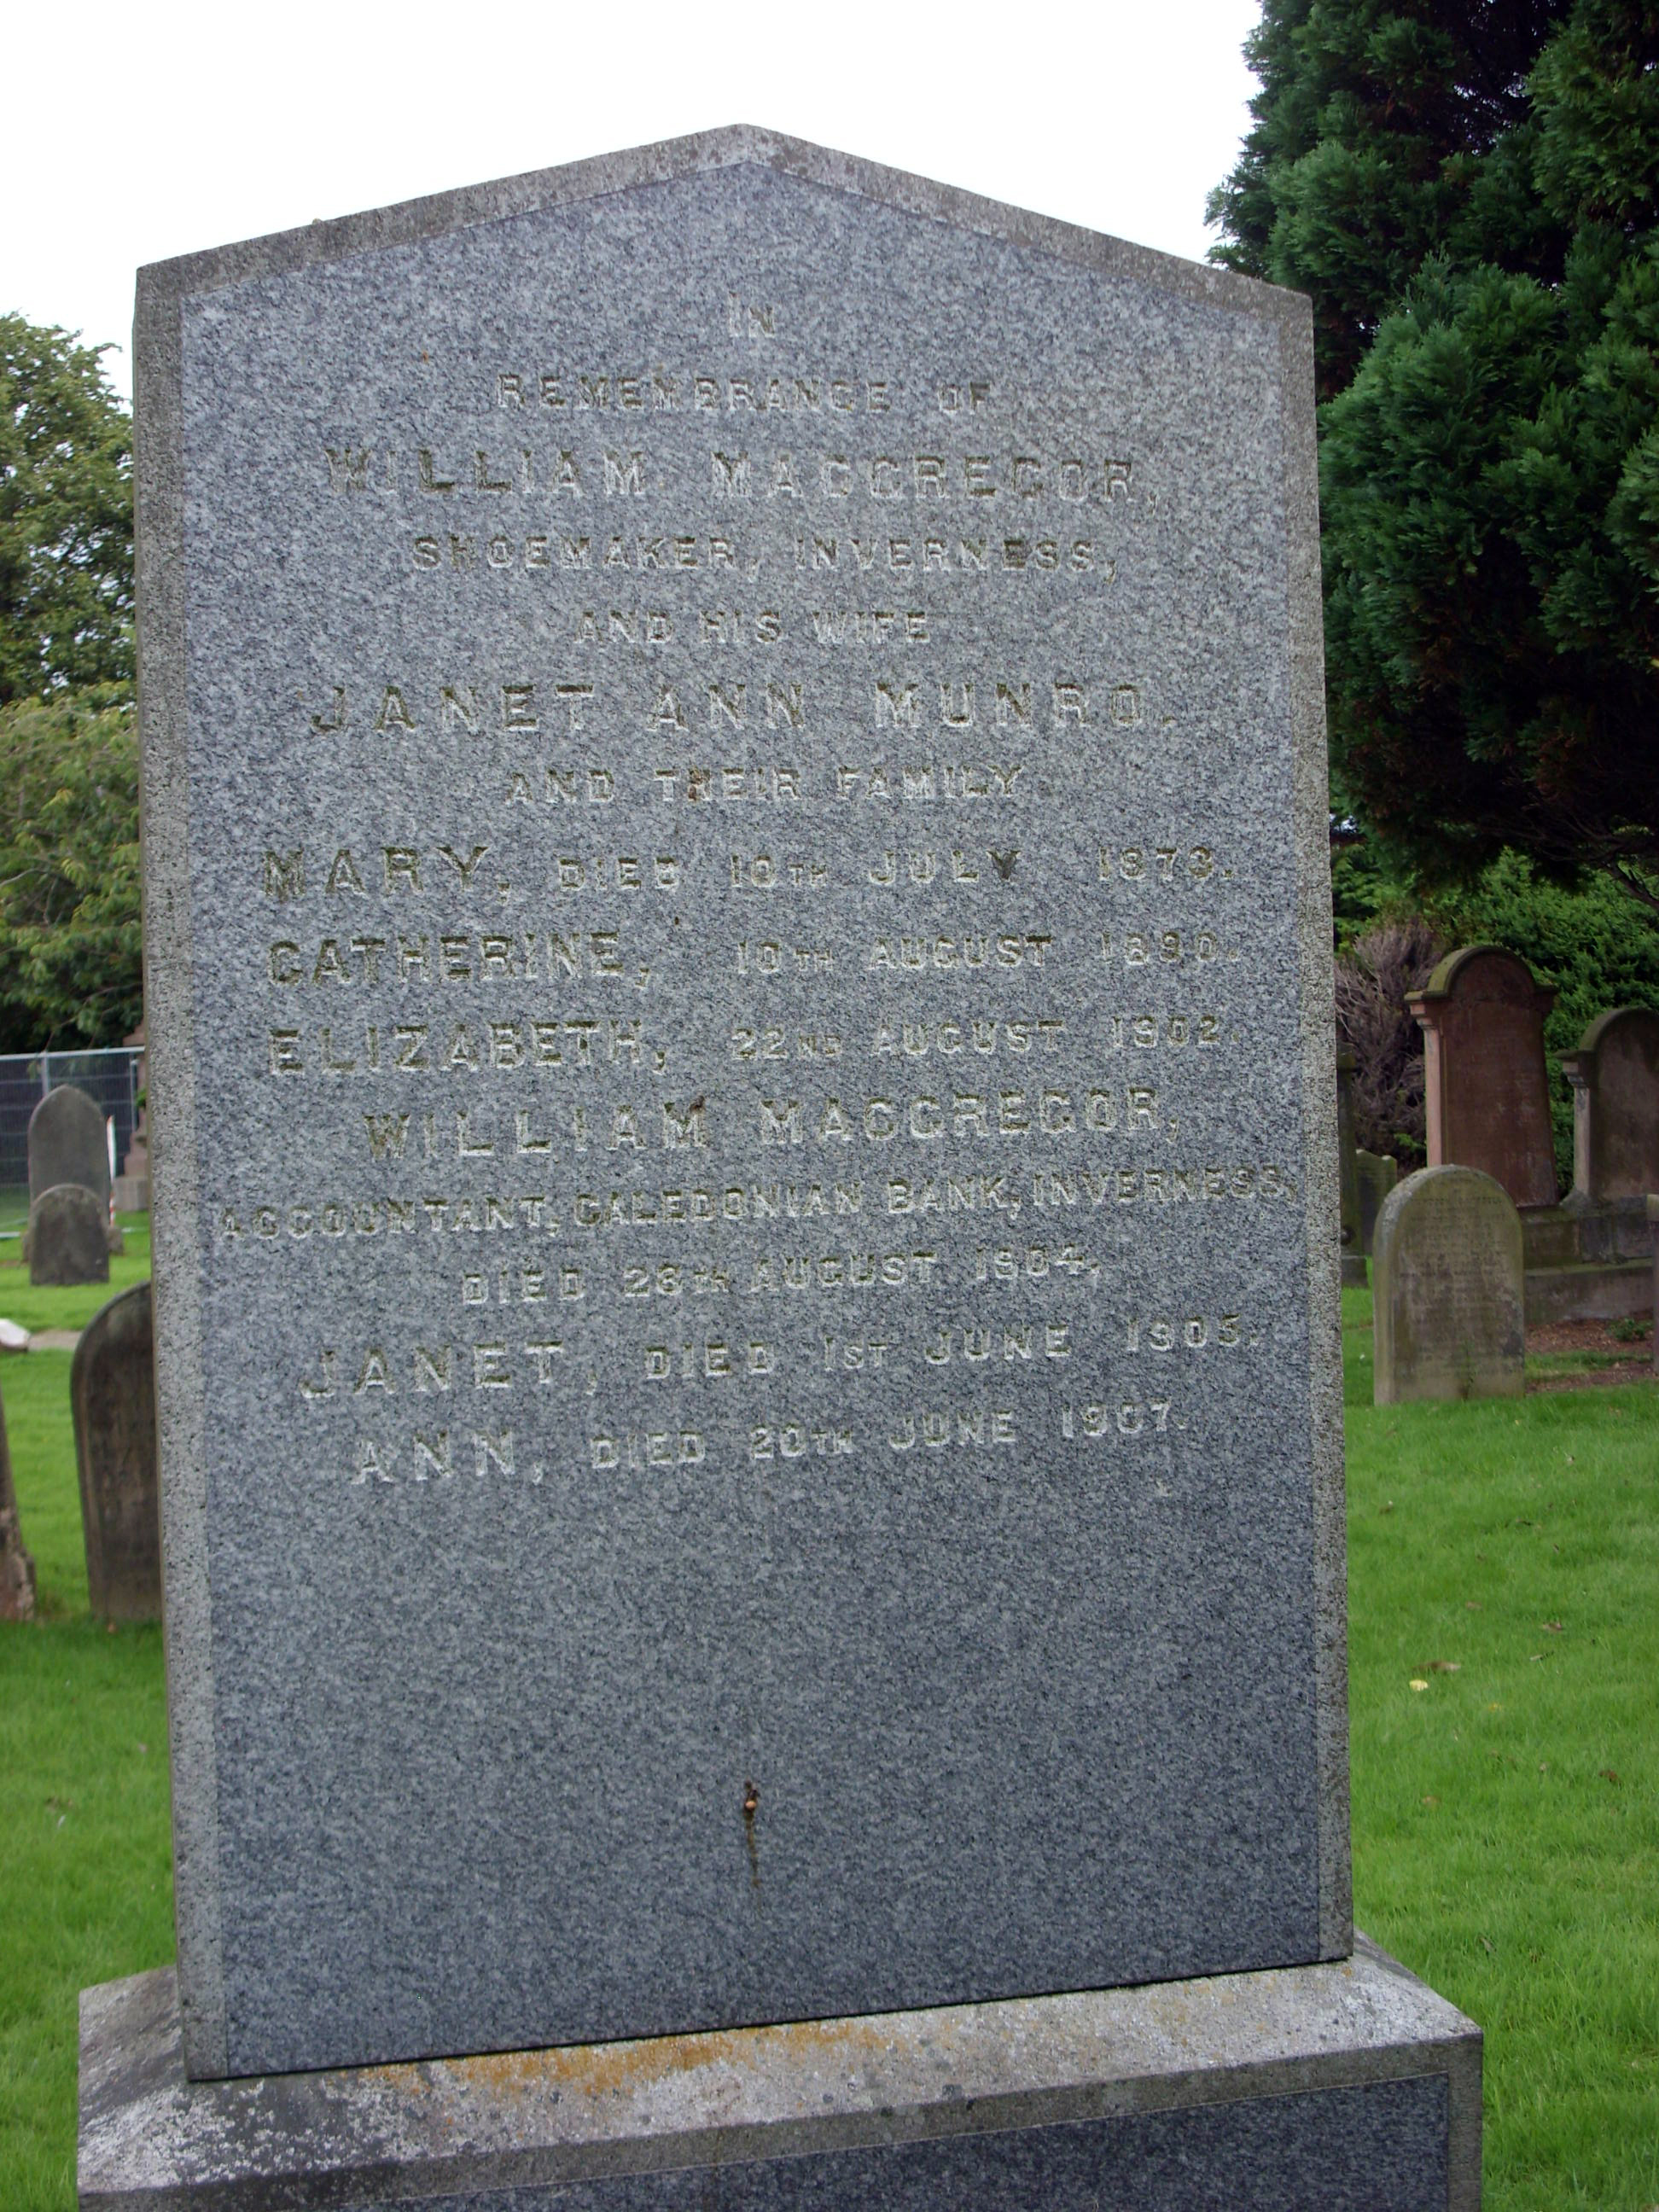 IN
REMEMBRANCE OF
WILLIAM MACGREGOR,
SHOEMAKER, INVERNESS,
AND HIS WIFE
JANET ANN MUNRO.
AND THEIR FAMILY
MARY, DIED 10TH JULY 1873.
CATHERINE, 10TH AUGUST 1890.
ELIZABETH, 22ND AUGUST 1902.
WILLIAM MACGREGOR,
ACCOUNTANT, CALEDONIAN BANK, INVERNESS,
DIED 28TH AUGUST 1904.
JANET, DIED 1ST JUNE 1905.
ANN, DIED 20TH JUNE 1907.